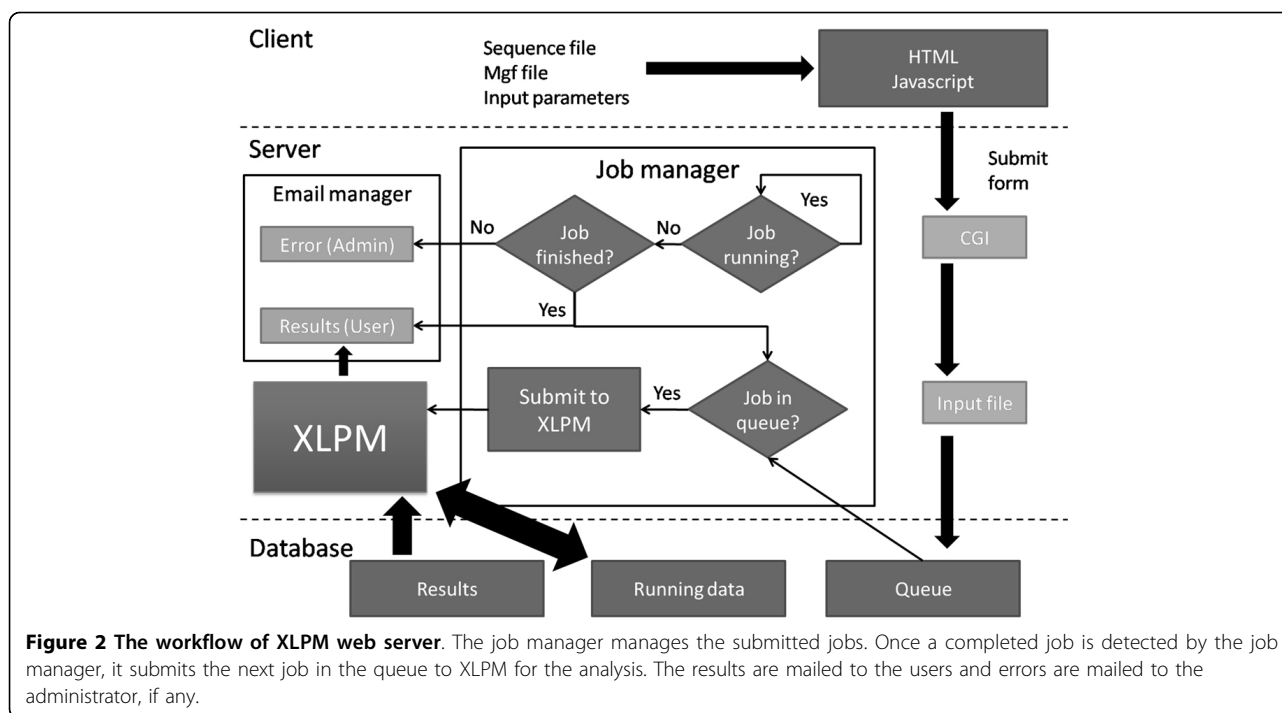 Client
Sequence file
Mgf file
Input parameters
HTML
Javascript
Server
Submit
form
Email manager
Job manager
Error (Admin)
No
Job
finished?
No
Job
running?
Yes
CGI
Results (User)
Yes
XLPM
Submit to
XLPM
Yes
Job in
queue?
Input file
Database
Results
Running data
Queue
Figure 2 The workflow of XLPM web server. The job manager manages the submitted jobs. Once a completed job is detected by the job
manager, it submits the next job in the queue to XLPM for the analysis. The results are mailed to the users and errors are mailed to the
administrator, if any.